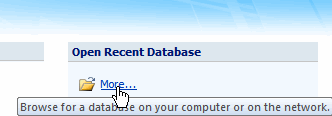 Open Recent Database
More...
Browse for a database on your computer or on the network.